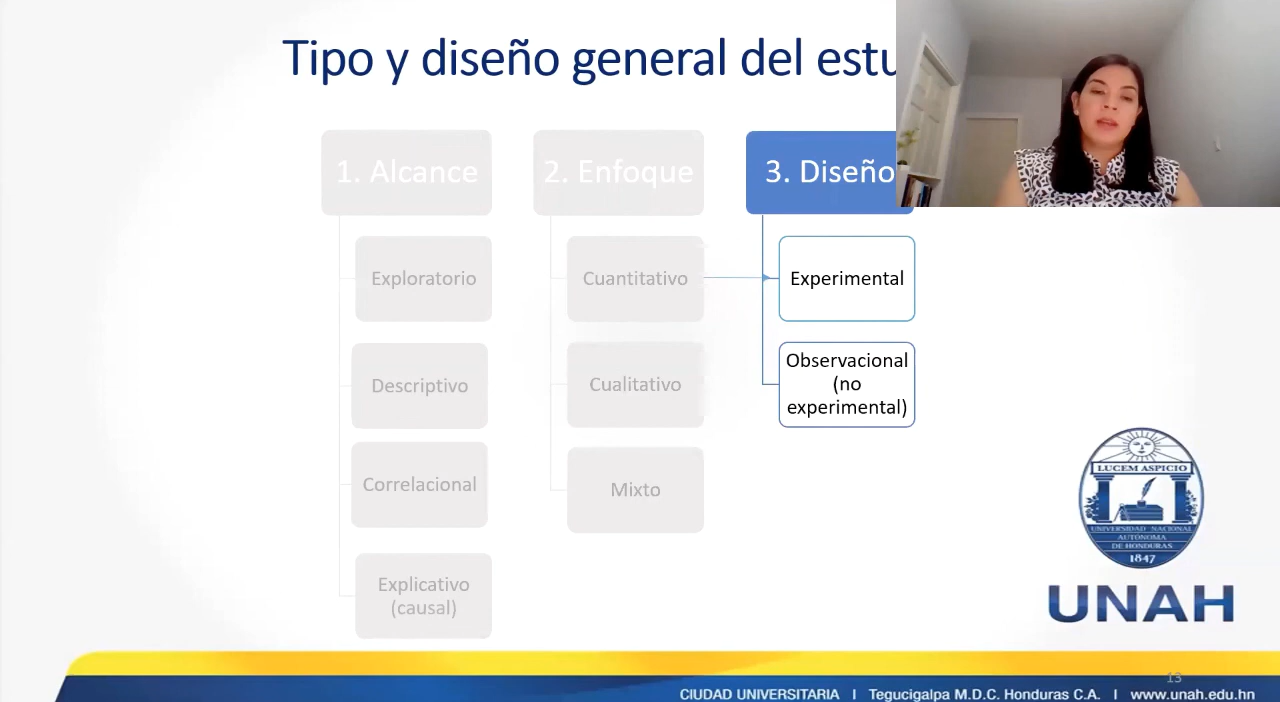 Tipo y diseño general del estu
1. Alcance
Exploratorio
Descriptivo
Correlacional
Explicativo
(causal)
2. Enfoque
Cuantitativo
Cualitativo
Mixto
3. Diseño
Experimental
Observacional
(no
experimental)
LUCEM ASPICIO
UNIVERSIDAD NACIONAL
AUTÓNOMA
DE HONDURAS
1847
UNAH
13
CIUDAD UNIVERSITARIA I Tegucigalpa M.D.C. Honduras C.A. I www.unah.edu.hn